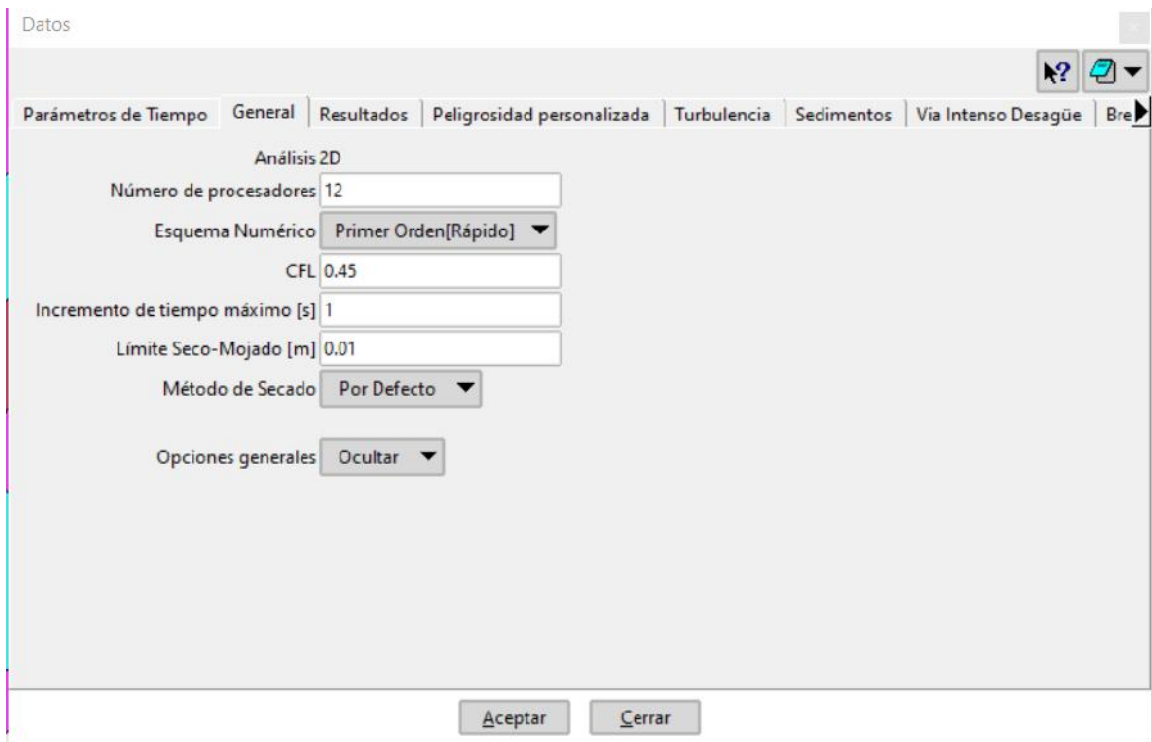 Datos
Parámetros de Tiempo General Resultados Peligrosidad personalizada Turbulencia Sedimentos Via Intenso Desagüe Bre
Análisis 2D
Número de procesadores 12
Esquema Numérico Primer Orden[Rápido]
CFL 0.45
Incremento de tiempo máximo [s] 1
Límite Seco-Mojado [m] 0.01
Método de Secado Por Defecto
Opciones generales Ocultar
Aceptar Cerrar